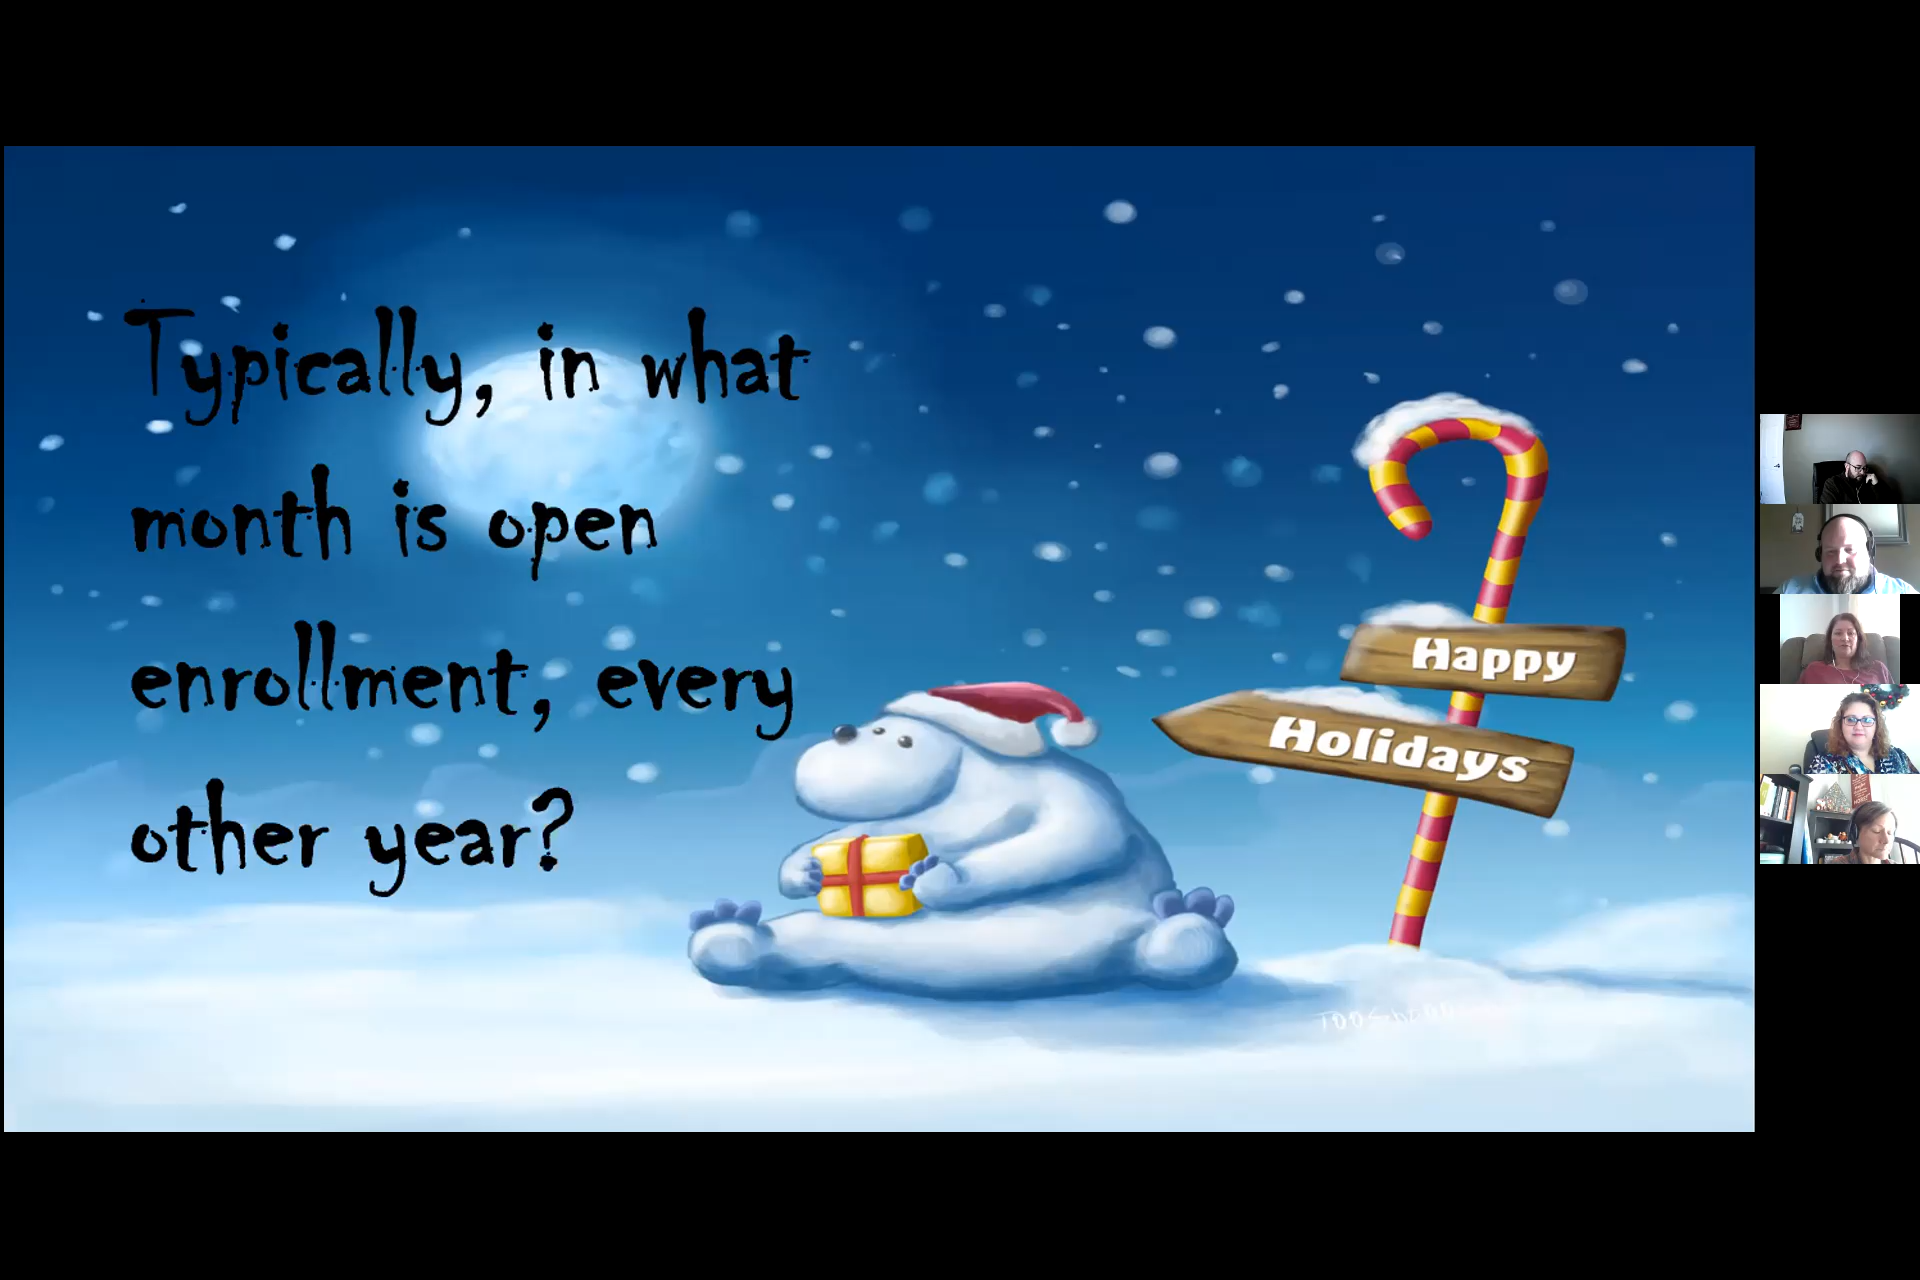 Typically, in what
month is open
enrollment, every
other year?
Happy
Holidays